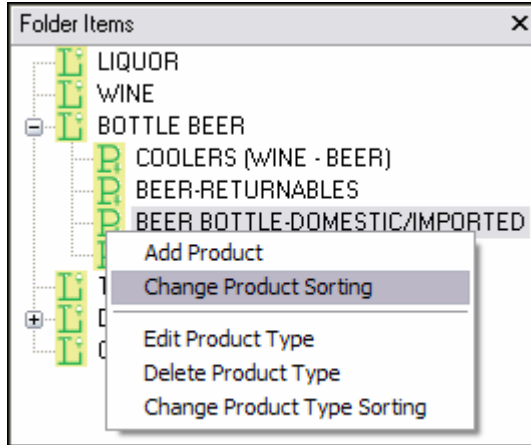 Folder Items
LIQUOR
WINE
BOTTLE BEER
COOLERS (WINE - BEER)
BEER-RETURNABLES
BEER BOTTLE-DOMESTIC/IMPORTED
Add Product
Change Product Sorting
Edit Product Type
Delete Product Type
Change Product Type Sorting